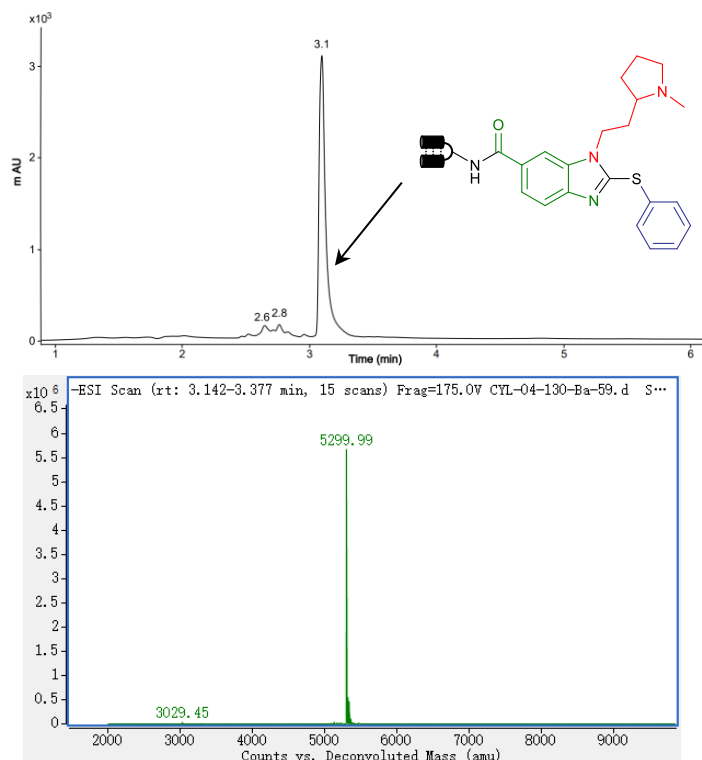 x10³
3.1
3
m AU
2
1
0
2.6
2.8
1
2
3
4
5
6
Time (min)
O
N
H
N
N
S
N
x10 6
-ESI Scan (rt: 3.142-3.377 min, 15 scans) Frag=175.0V CYL-04-130-Ba-59.d S···
6.5
6
5.5
5
4.5
4
3.5
3
2.5
2
1.5
1
0.5
0
5299.99
3029.45
2000 3000 4000 5000 6000 7000 8000 9000
Counts vs. Deconvoluted Mass (amu)